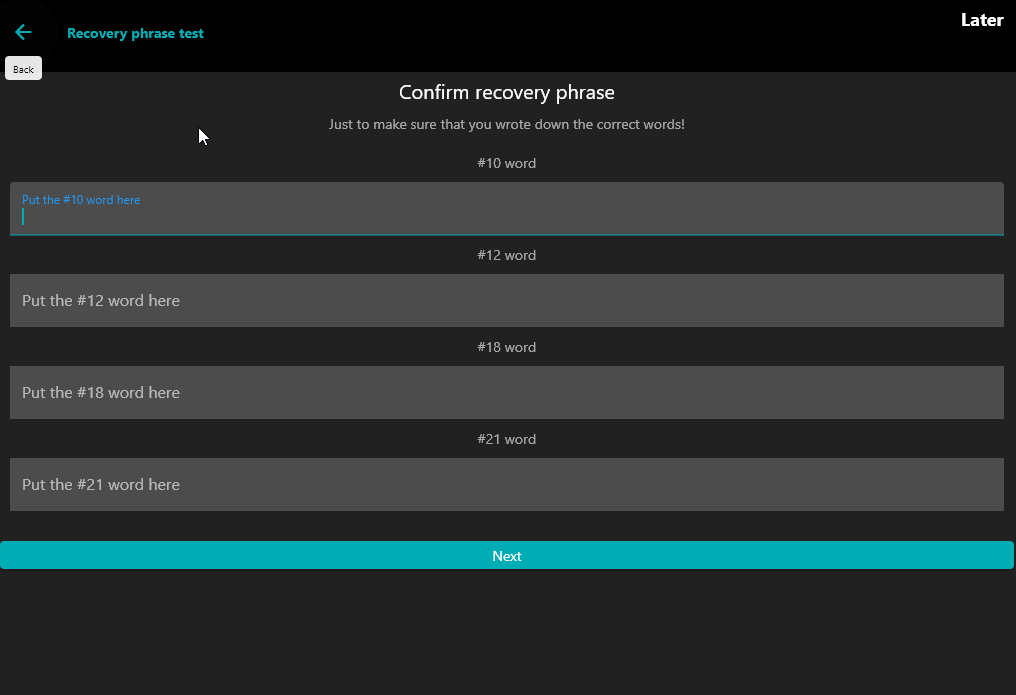 Recovery phrase test
Later
Back
Confirm recovery phrase
Just to make sure that you wrote down the correct words!
#10 word
Put the #10 word here
#12 word
Put the #12 word here
#18 word
Put the #18 word here
#21 word
Put the #21 word here
Next